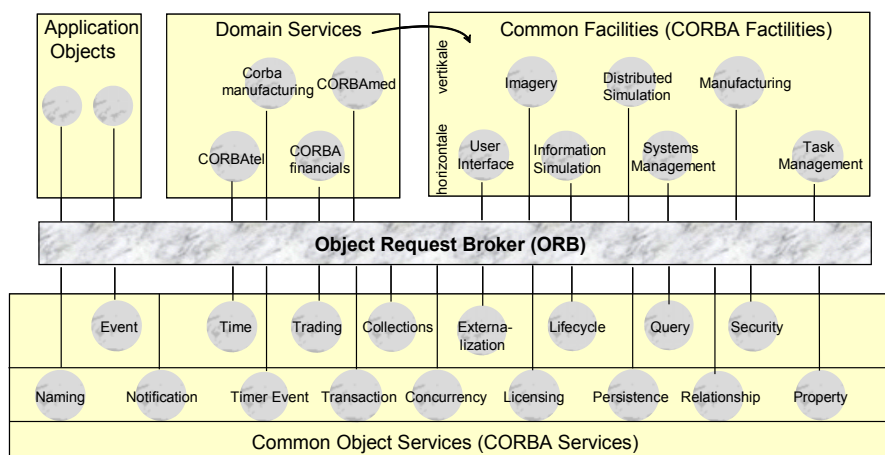 Application
Objects
Domain Services
Corba
manufacturing
CORBAmed
CORBAtel
CORBA
financials
Common Facilities (CORBA Factilities)
vertikale
Imagery
Distributed
Simulation
Manufacturing
horizontale
User
Interface
Information
Simulation
Systems
Management
Task
Management
Object Request Broker (ORB)
Event
Time
Trading
Collections
Externa-
lization
Lifecycle
Query
Security
Naming
Notification
Timer Event
Transaction
Concurrency
Licensing
Persistence
Relationship
Property
Common Object Services (CORBA Services)